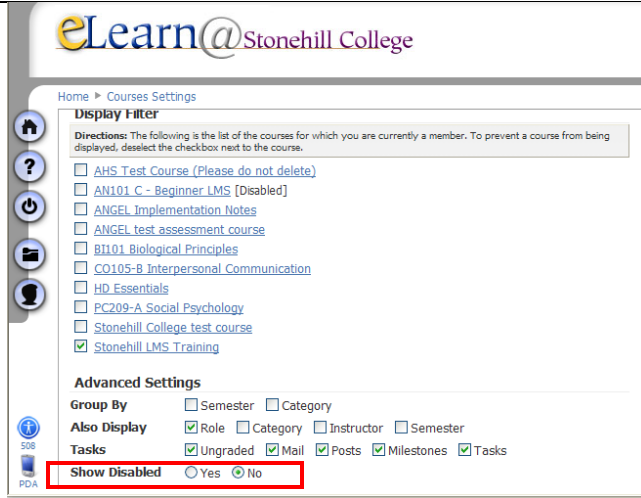 eLearn@Stonehill College
Home ▶ Courses Settings
Display Filter
Directions: The following is the list of the courses for which you are currently a member. To prevent a course from being
displayed, deselect the checkbox next to the course.
AHS Test Course (Please do not delete)
AN101 C - Beginner LMS [Disabled]
ANGEL Implementation Notes
ANGEL test assessment course
BI101 Biological Principles
CO105-B Interpersonal Communication
HD Essentials
PC209-A Social Psychology
Stonehill College test course
Stonehill LMS Training
Advanced Settings
Group By Semester Category
Also Display Role Category Instructor Semester
Tasks Ungraded Mail Posts Milestones Tasks
Show Disabled Yes No
?
508
PDA